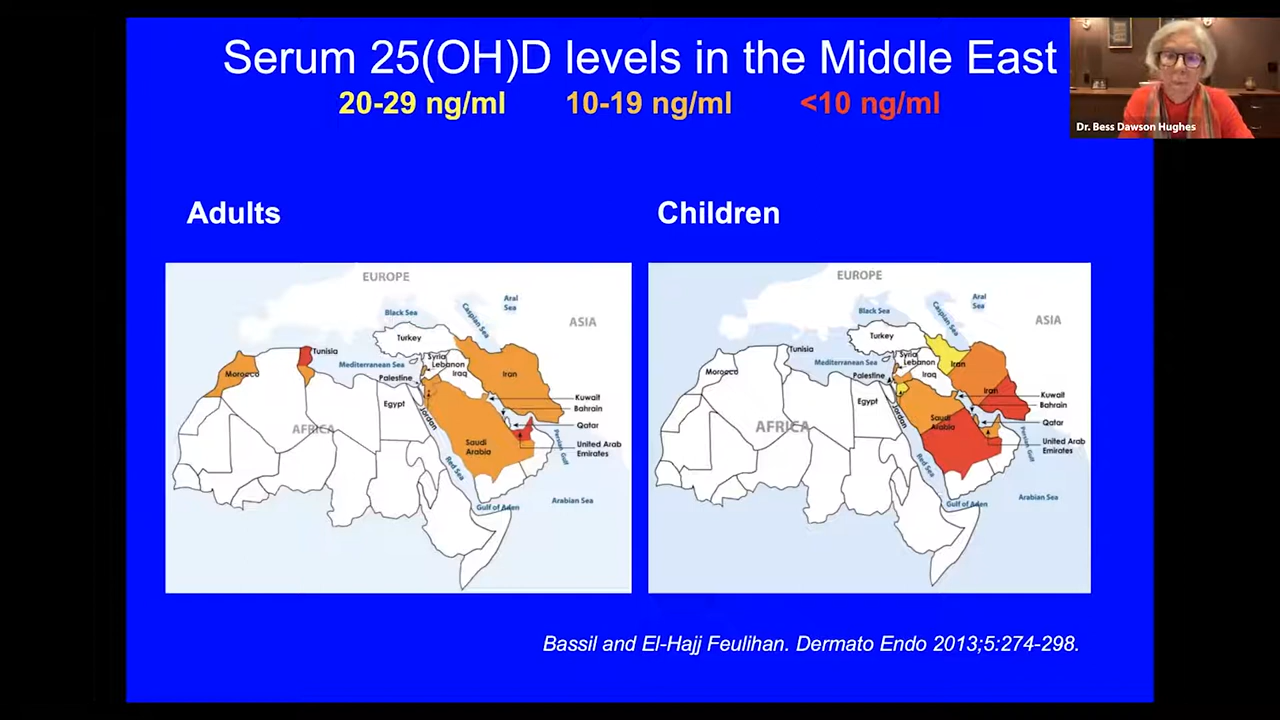 Serum 25(OH)D levels in the Middle East
20-29 ng/ml 10-19 ng/ml <10 ng/ml
Dr. Bess Dawson Hughes
Adults
EUROPE
Black Sea
Caspian Sea
Aral
Sea
ASIA
Turkey
Tunisia
Mediterranean Sea
Syria
Lebanon
Iraq
Morocco
Palestine
Iran
Egypt
Jordan
Kuwait
Bahrain
AFRICA
Qatar
Saudi
Arabia
United Arab
Emirates
Persian Gulf
Red Sea
Arabian Sea
Gulf of Aden
Children
EUROPE
Black Sea
Caspian Sea
Aral
Sea
ASIA
Turkey
Tunisia
Mediterranean Sea
Syria
Lebanon
Iran
Iraq
Morocco
Palestine
Iran
Egypt
Jordan
Kuwait
Bahrain
AFRICA
Saudi
Arabia
Qatar
United Arab
Emirates
Persian Gulf
Red Sea
Arabian Sea
Gulf of Aden
Bassil and El-Hajj Feulihan. Dermato Endo 2013;5:274-298.